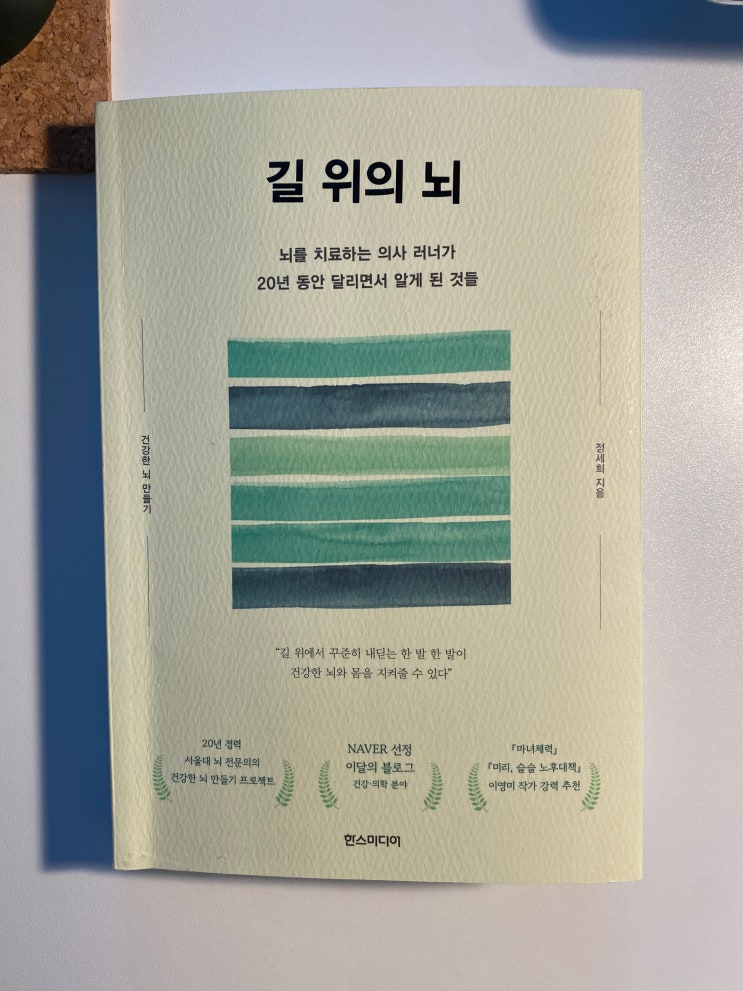 길 위의 뇌
뇌를 치료하는 의사 러너가
20년 동안 달리면서 알게 된 것들
건강한 뇌 만들기
정세희 지음
“길 위에서 꾸준히 내딛는 한 발 한 발이
건강한 뇌와 몸을 지켜줄 수 있다”
20년 경력
서울대 뇌 전문의의
건강한 뇌 만들기 프로젝트
NAVER 선정
이달의 블로그
건강·의학 분야
『마녀체력』
『미리, 슬슬 노후대책』
이영미 작가 강력 추천
한스미디어